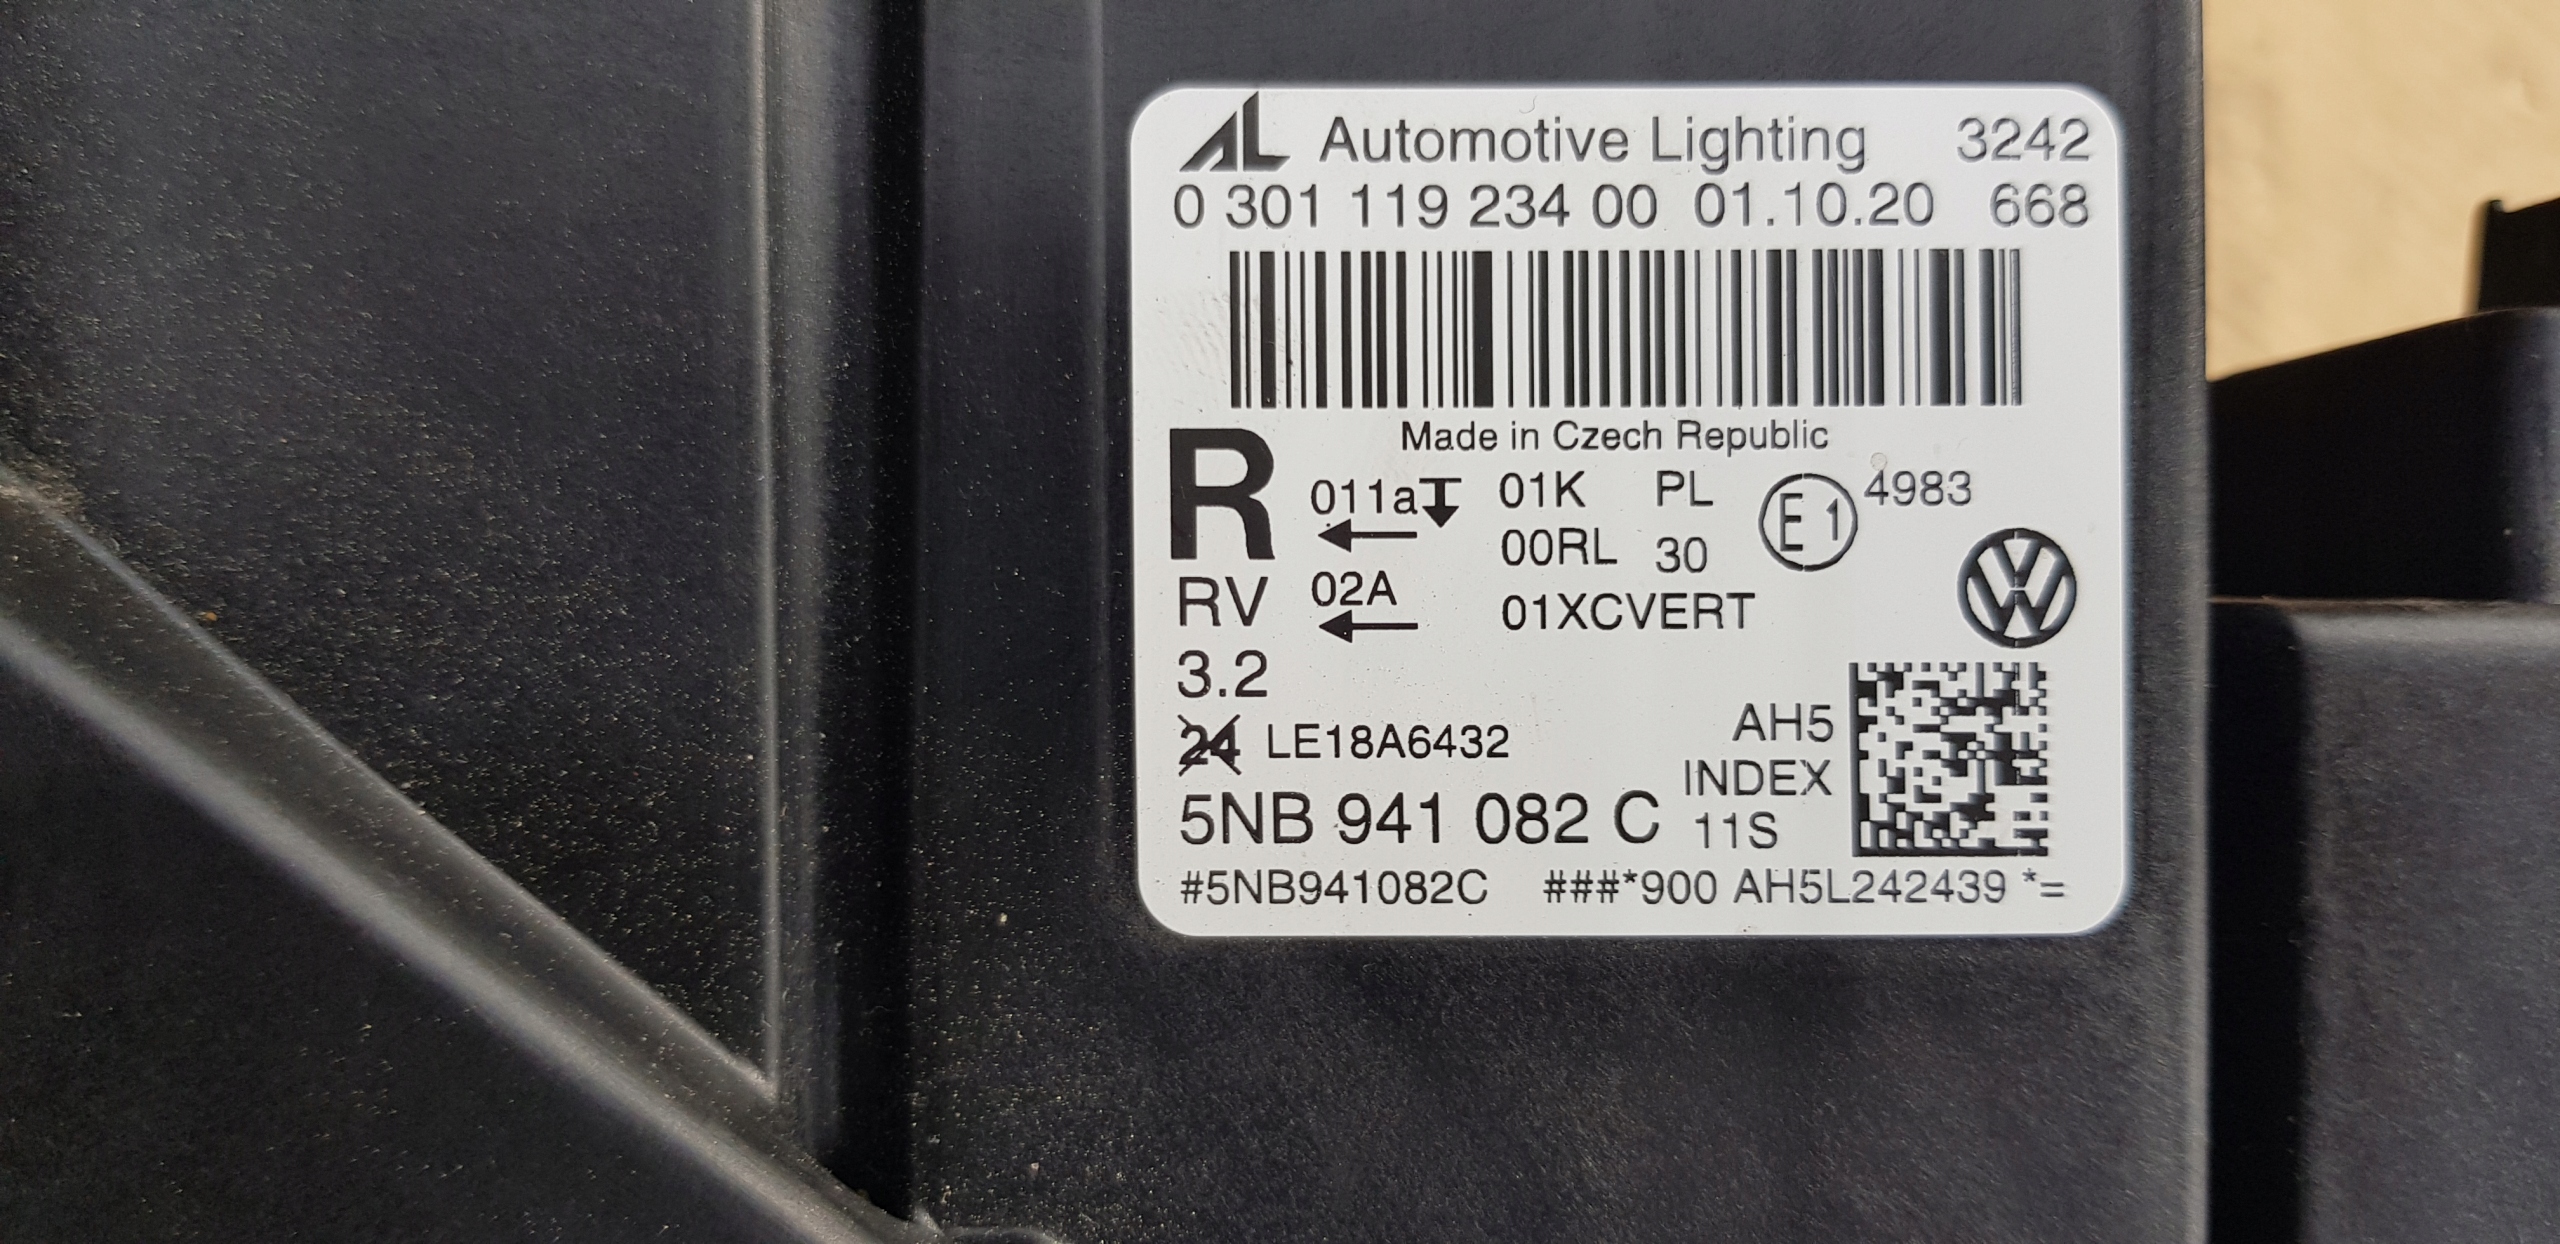 AL Automotive Lighting 3242
0 301 119 234 00 01.10.20 668
Made in Czech Republic
R 011a 01K PL E1 4983
00RL 30
RV 02A 01XCVERT
3.2
24 LE18A6432 AH5
INDEX
5NB 941 082 C 11S
#5NB941082C ###*900 AH5L242439 *=